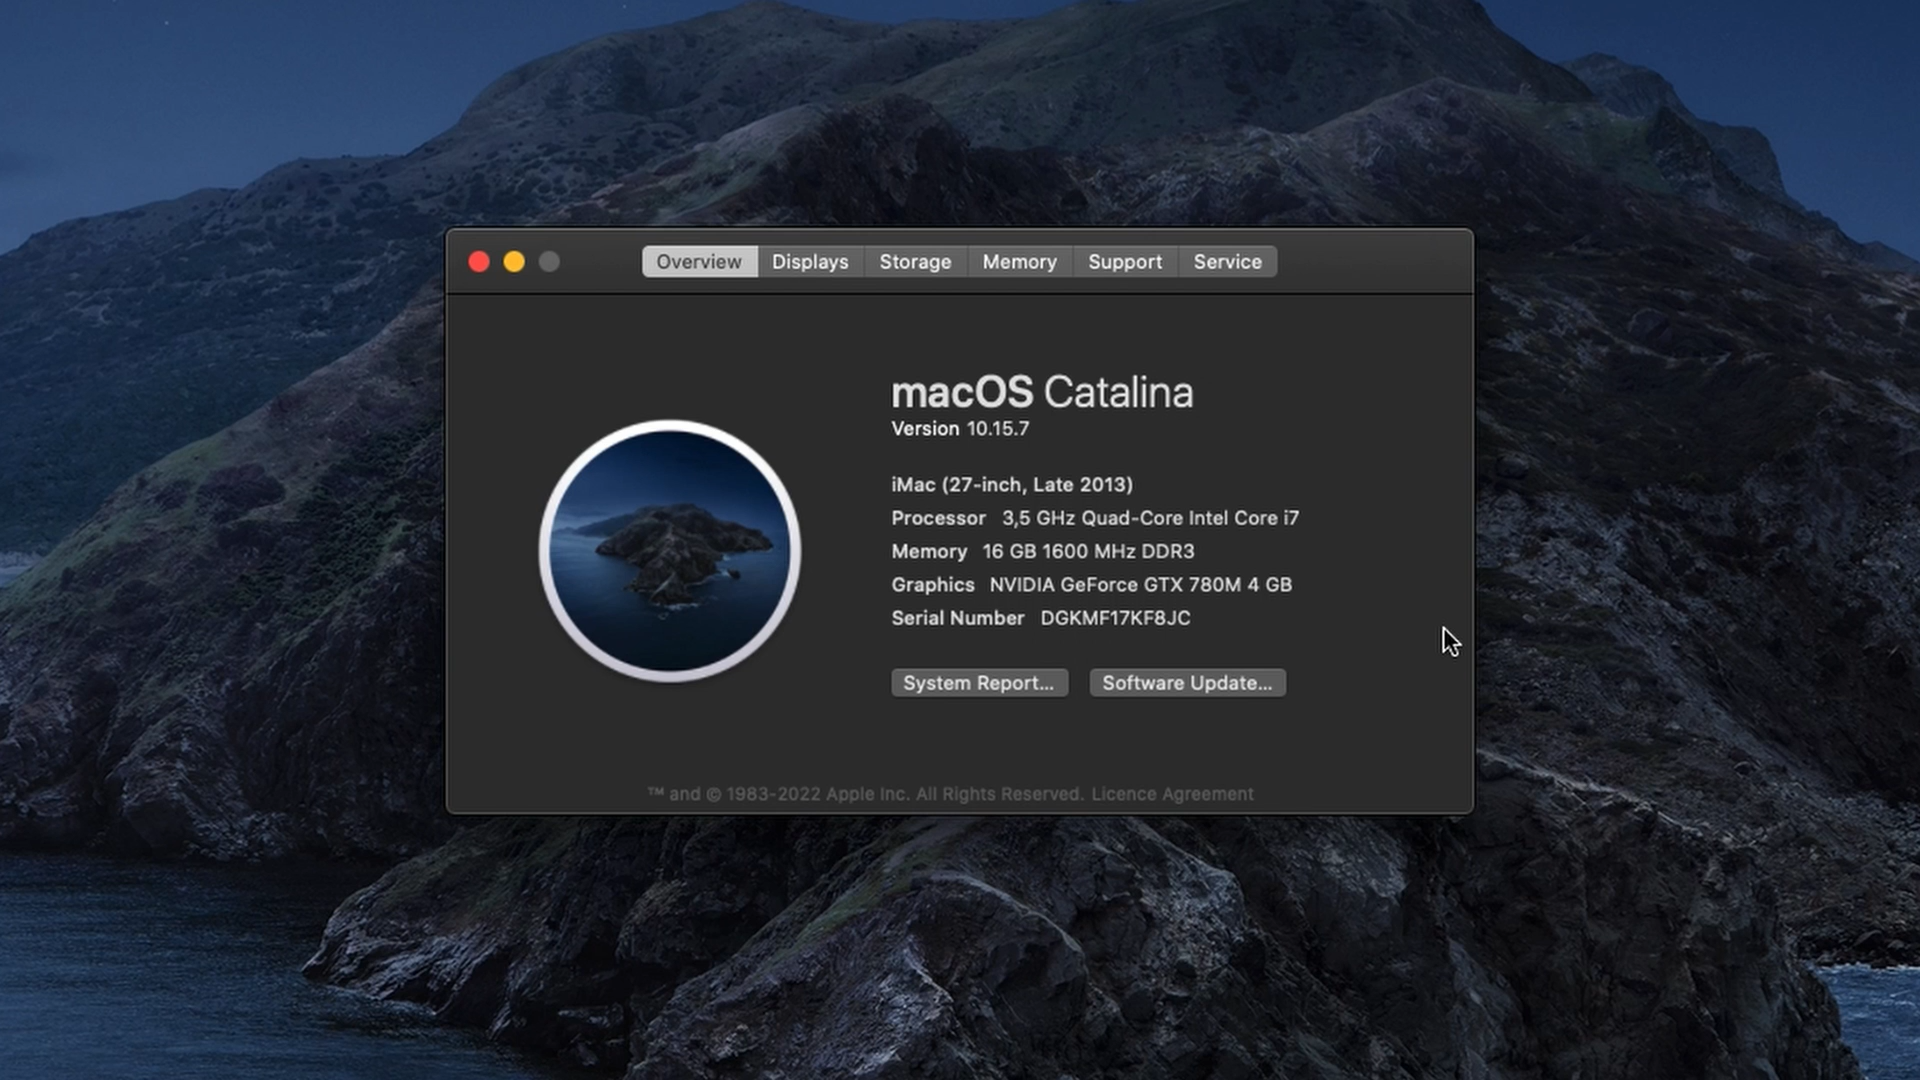 Overview Displays Storage Memory Support Service
macOS Catalina
Version 10.15.7
iMac (27-inch, Late 2013)
Processor 3,5 GHz Quad-Core Intel Core i7
Memory 16 GB 1600 MHz DDR3
Graphics NVIDIA GeForce GTX 780M 4 GB
Serial Number DGKMF17KF8JC
System Report... Software Update...
™ and © 1983-2022 Apple Inc. All Rights Reserved. Licence Agreement